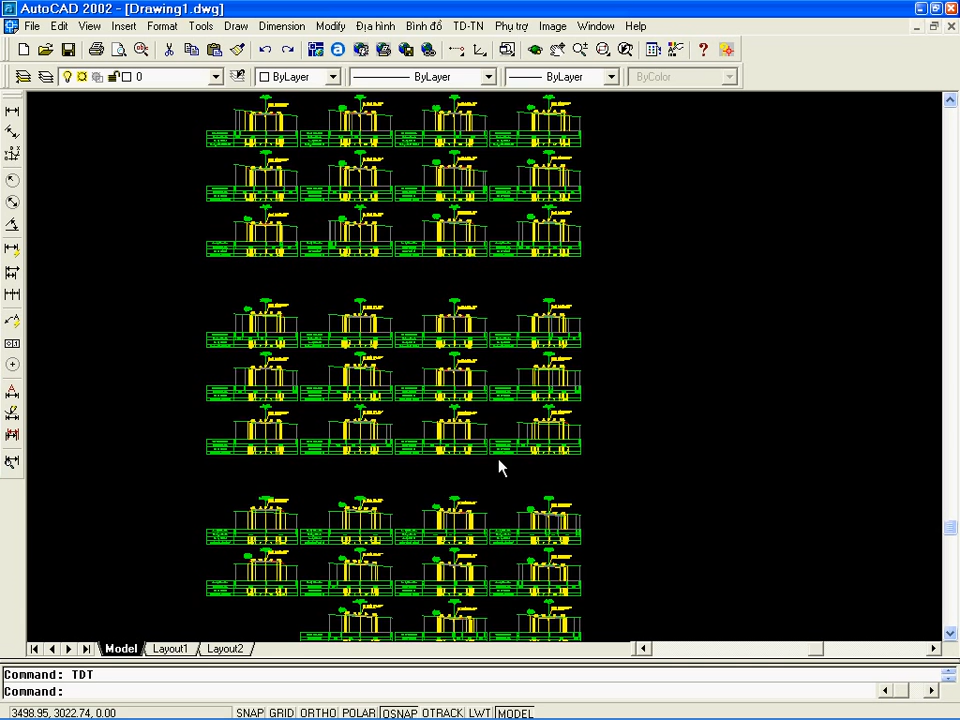 AutoCAD 2002 - [Drawing1.dwg]
File Edit View Insert Format Tools Draw Dimension Modify Địa hình Bình đồ TD-TN Phụ trợ Image Window Help
0 ByLayer ByLayer ByLayer ByColor
Model Layout1 Layout2
Command: TDT
Command:
3498.95, 3022.74, 0.00 SNAP GRID ORTHO POLAR OSNAP OTRACK LWT MODEL